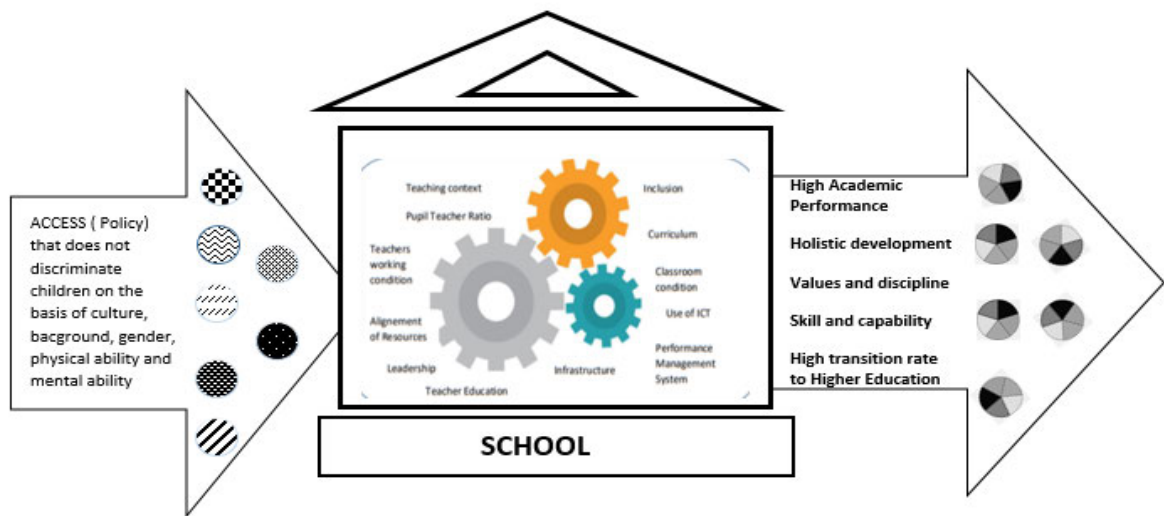 ACCESS ( Policy)
that does not
discriminate
children on the
basis of culture,
bacground, gender,
physical ability and
mental ability
Teaching context
Pupil Teacher Ratio
Teachers
working
condition
Alignement
of Resources
Leadership
Teacher Education
Infrastructure
Inclusion
Curriculum
Classroom
condition
Use of ICT
Performance
Management
System
SCHOOL
High Academic
Performance
Holistic development
Values and discipline
Skill and capability
High transition rate
to Higher Education